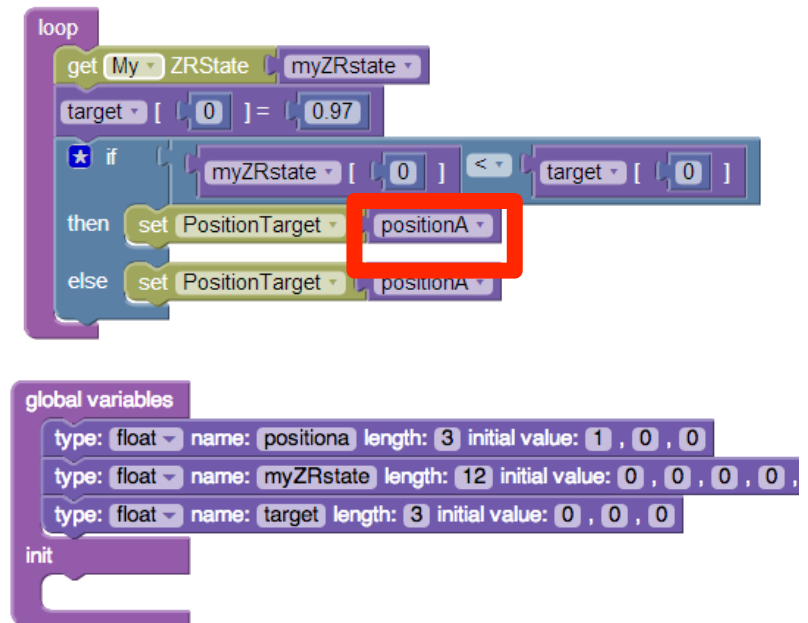 loop
get My ZRState myZRstate
target [ 0 ] = 0.97
if myZRstate [ 0 ] < target [ 0 ]
then set PositionTarget positionA
else set PositionTarget positionA
global variables
type: float name: positiona length: 3 initial value: 1 , 0 , 0
type: float name: myZRstate length: 12 initial value: 0 , 0 , 0 , 0 ,
type: float name: target length: 3 initial value: 0 , 0 , 0
init